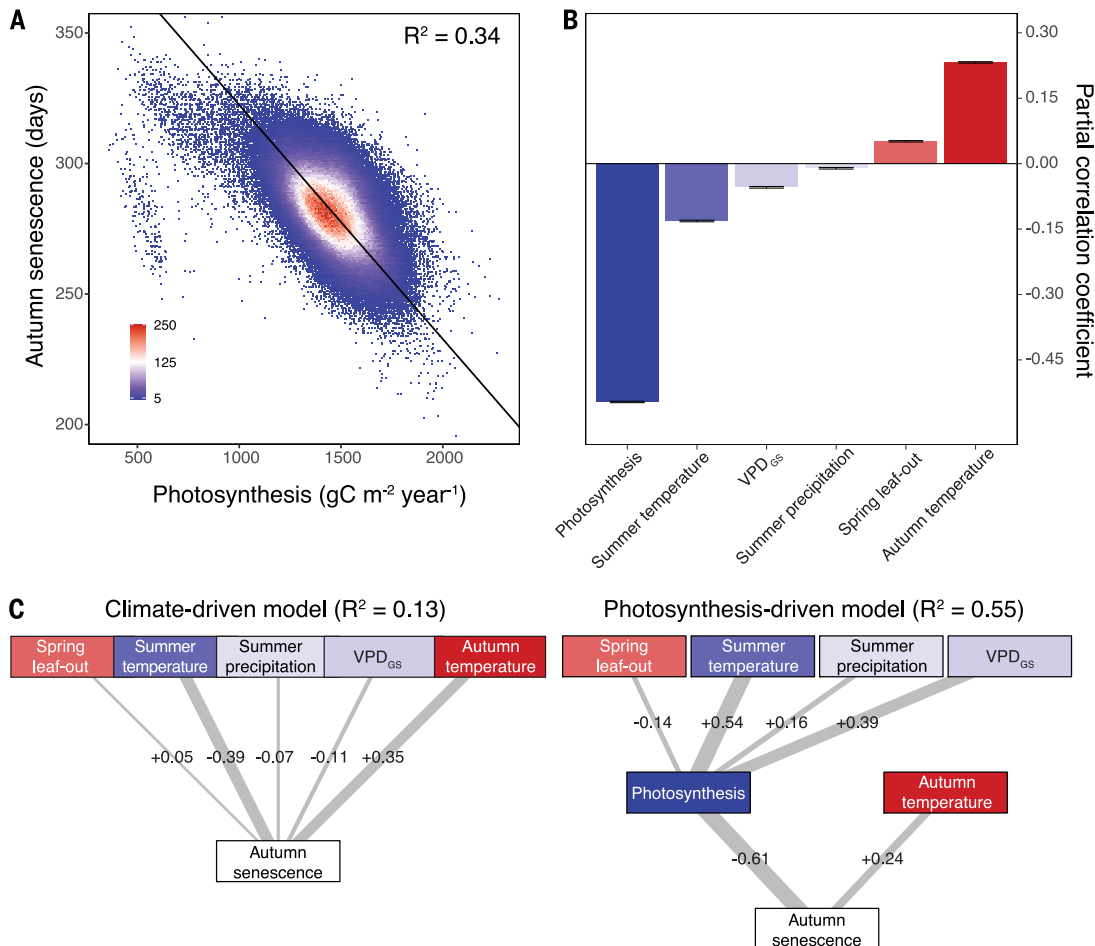 A
R² = 0.34
350
300
250
200
Autumn senescence (days)
250
125
5
500
1000
1500
2000
Photosynthesis (gC m⁻² year⁻¹)
B
0.30
0.15
0.00
-0.15
-0.30
-0.45
Partial correlation coefficient
Photosynthesis
Summer temperature
VPD_GS
Summer precipitation
Spring leaf-out
Autumn temperature
C
Climate-driven model (R² = 0.13)
Spring
leaf-out
Summer
temperature
Summer
precipitation
VPD_GS
Autumn
temperature
+0.05
-0.39
-0.07
-0.11
+0.35
Autumn
senescence
Photosynthesis-driven model (R² = 0.55)
Spring
leaf-out
Summer
temperature
Summer
precipitation
VPD_GS
-0.14
+0.54
+0.16
+0.39
Photosynthesis
Autumn
temperature
-0.61
+0.24
Autumn
senescence